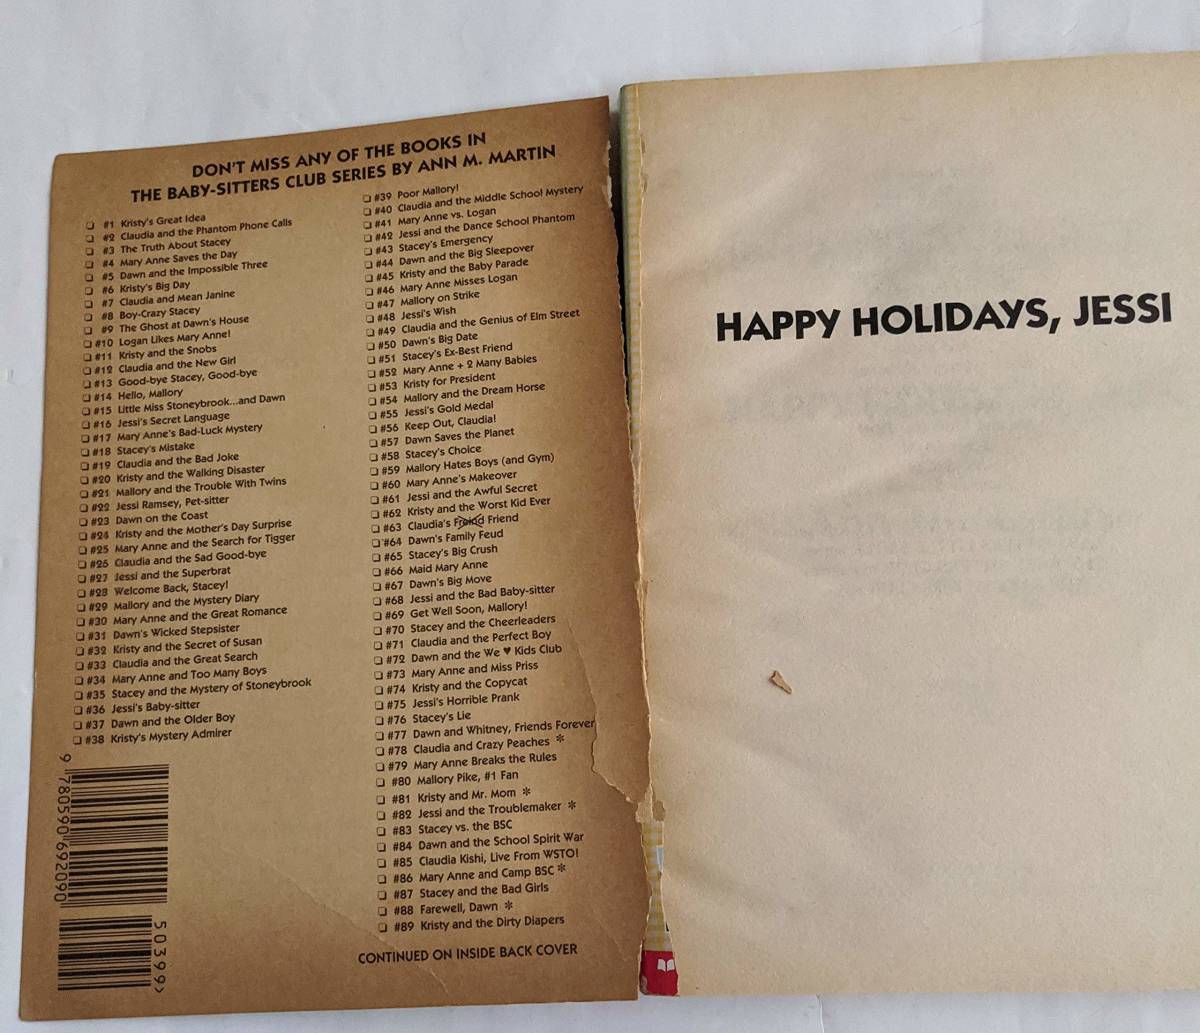 DON'T MISS ANY OF THE BOOKS IN
THE BABY-SITTERS CLUB SERIES BY ANN M. MARTIN
#1 Kristy's Great Idea
#2 Claudia and the Phantom Phone Calls
#3 The Truth About Stacey
#4 Mary Anne Saves the Day
#5 Dawn and the Impossible Three
#6 Kristy's Big Day
#7 Claudia and Mean Janine
#8 Boy-Crazy Stacey
#9 The Ghost at Dawn's House
#10 Logan Likes Mary Anne!
#11 Kristy and the Snobs
#12 Claudia and the New Girl
#13 Good-bye Stacey, Good-bye
#14 Hello, Mallory
#15 Little Miss Stoneybrook...and Dawn
#16 Jessi's Secret Language
#17 Mary Anne's Bad-Luck Mystery
#18 Stacey's Mistake
#19 Claudia and the Bad Joke
#20 Kristy and the Walking Disaster
#21 Mallory and the Trouble With Twins
#22 Jessi Ramsey, Pet-sitter
#23 Dawn on the Coast
#24 Kristy and the Mother's Day Surprise
#25 Mary Anne and the Search for Tigger
#26 Claudia and the Sad Good-bye
#27 Jessi and the Superbrat
#28 Welcome Back, Stacey!
#29 Mallory and the Mystery Diary
#30 Mary Anne and the Great Romance
#31 Dawn's Wicked Stepsister
#32 Kristy and the Secret of Susan
#33 Claudia and the Great Search
#34 Mary Anne and Too Many Boys
#35 Stacey and the Mystery of Stoneybrook
#36 Jessi's Baby-sitter
#37 Dawn and the Older Boy
#38 Kristy's Mystery Admirer
#39 Poor Mallory!
#40 Claudia and the Middle School Mystery
#41 Mary Anne vs. Logan
#42 Jessi and the Dance School Phantom
#43 Stacey's Emergency
#44 Dawn and the Big Sleepover
#45 Kristy and the Baby Parade
#46 Mary Anne Misses Logan
#47 Mallory on Strike
#48 Jessi's Wish
#49 Claudia and the Genius of Elm Street
#50 Dawn's Big Date
#51 Stacey's Ex-Best Friend
#52 Mary Anne + 2 Many Babies
#53 Kristy for President
#54 Mallory and the Dream Horse
#55 Jessi's Gold Medal
#56 Keep Out, Claudia!
#57 Dawn Saves the Planet
#58 Stacey's Choice
#59 Mallory Hates Boys (and Gym)
#60 Mary Anne's Makeover
#61 Jessi and the Awful Secret
#62 Kristy and the Worst Kid Ever
#63 Claudia's Freind Friend
#64 Dawn's Family Feud
#65 Stacey's Big Crush
#66 Maid Mary Anne
#67 Dawn's Big Move
#68 Jessi and the Bad Baby-sitter
#69 Get Well Soon, Mallory!
#70 Stacey and the Cheerleaders
#71 Claudia and the Perfect Boy
#72 Dawn and the We ♥ Kids Club
#73 Mary Anne and Miss Priss
#74 Kristy and the Copycat
#75 Jessi's Horrible Prank
#76 Stacey's Lie
#77 Dawn and Whitney, Friends Forever
#78 Claudia and Crazy Peaches *
#79 Mary Anne Breaks the Rules
#80 Mallory Pike, #1 Fan
#81 Kristy and Mr. Mom *
#82 Jessi and the Troublemaker *
#83 Stacey vs. the BSC
#84 Dawn and the School Spirit War
#85 Claudia Kishi, Live From WSTO!
#86 Mary Anne and Camp BSC *
#87 Stacey and the Bad Girls
#88 Farewell, Dawn *
#89 Kristy and the Dirty Diapers
CONTINUED ON INSIDE BACK COVER
9 780590 692090
50399>
HAPPY HOLIDAYS, JESSI